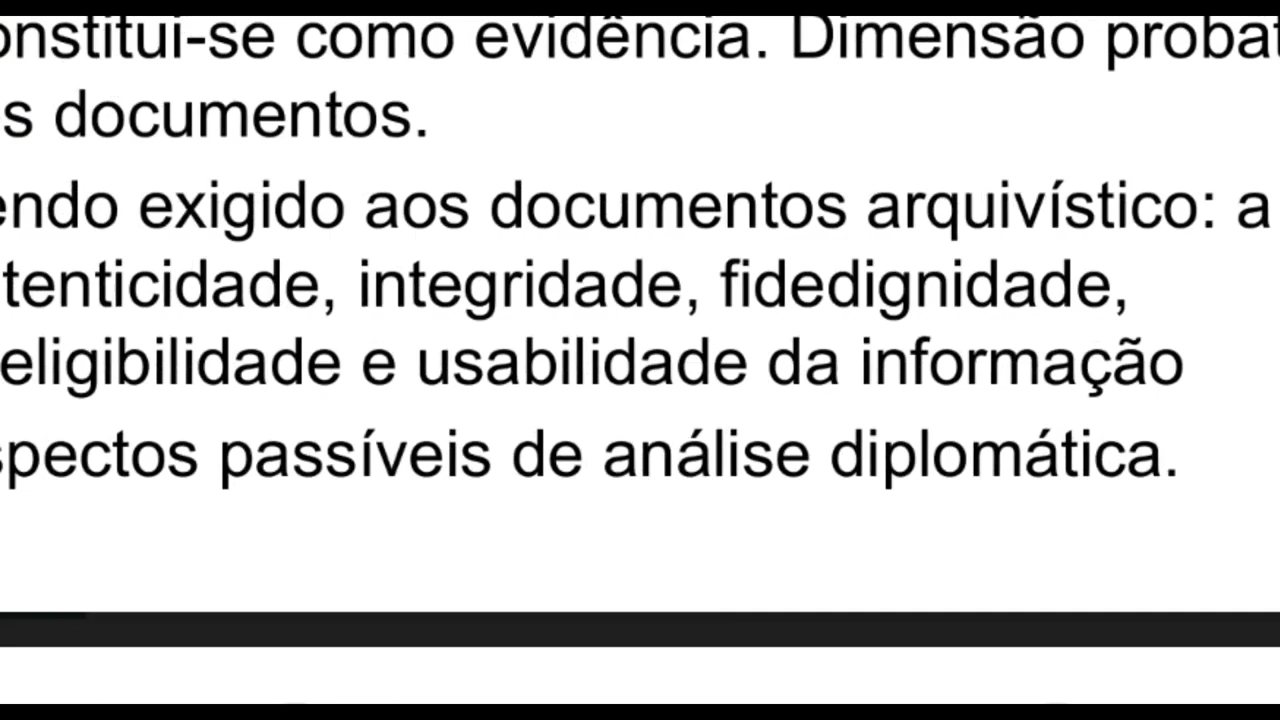 onstitui-se como evidência. Dimensão probat
s documentos.
endo exigido aos documentos arquivístico: a
tenticidade, integridade, fidedignidade,
eligibilidade e usabilidade da informação
spectos passíveis de análise diplomática.